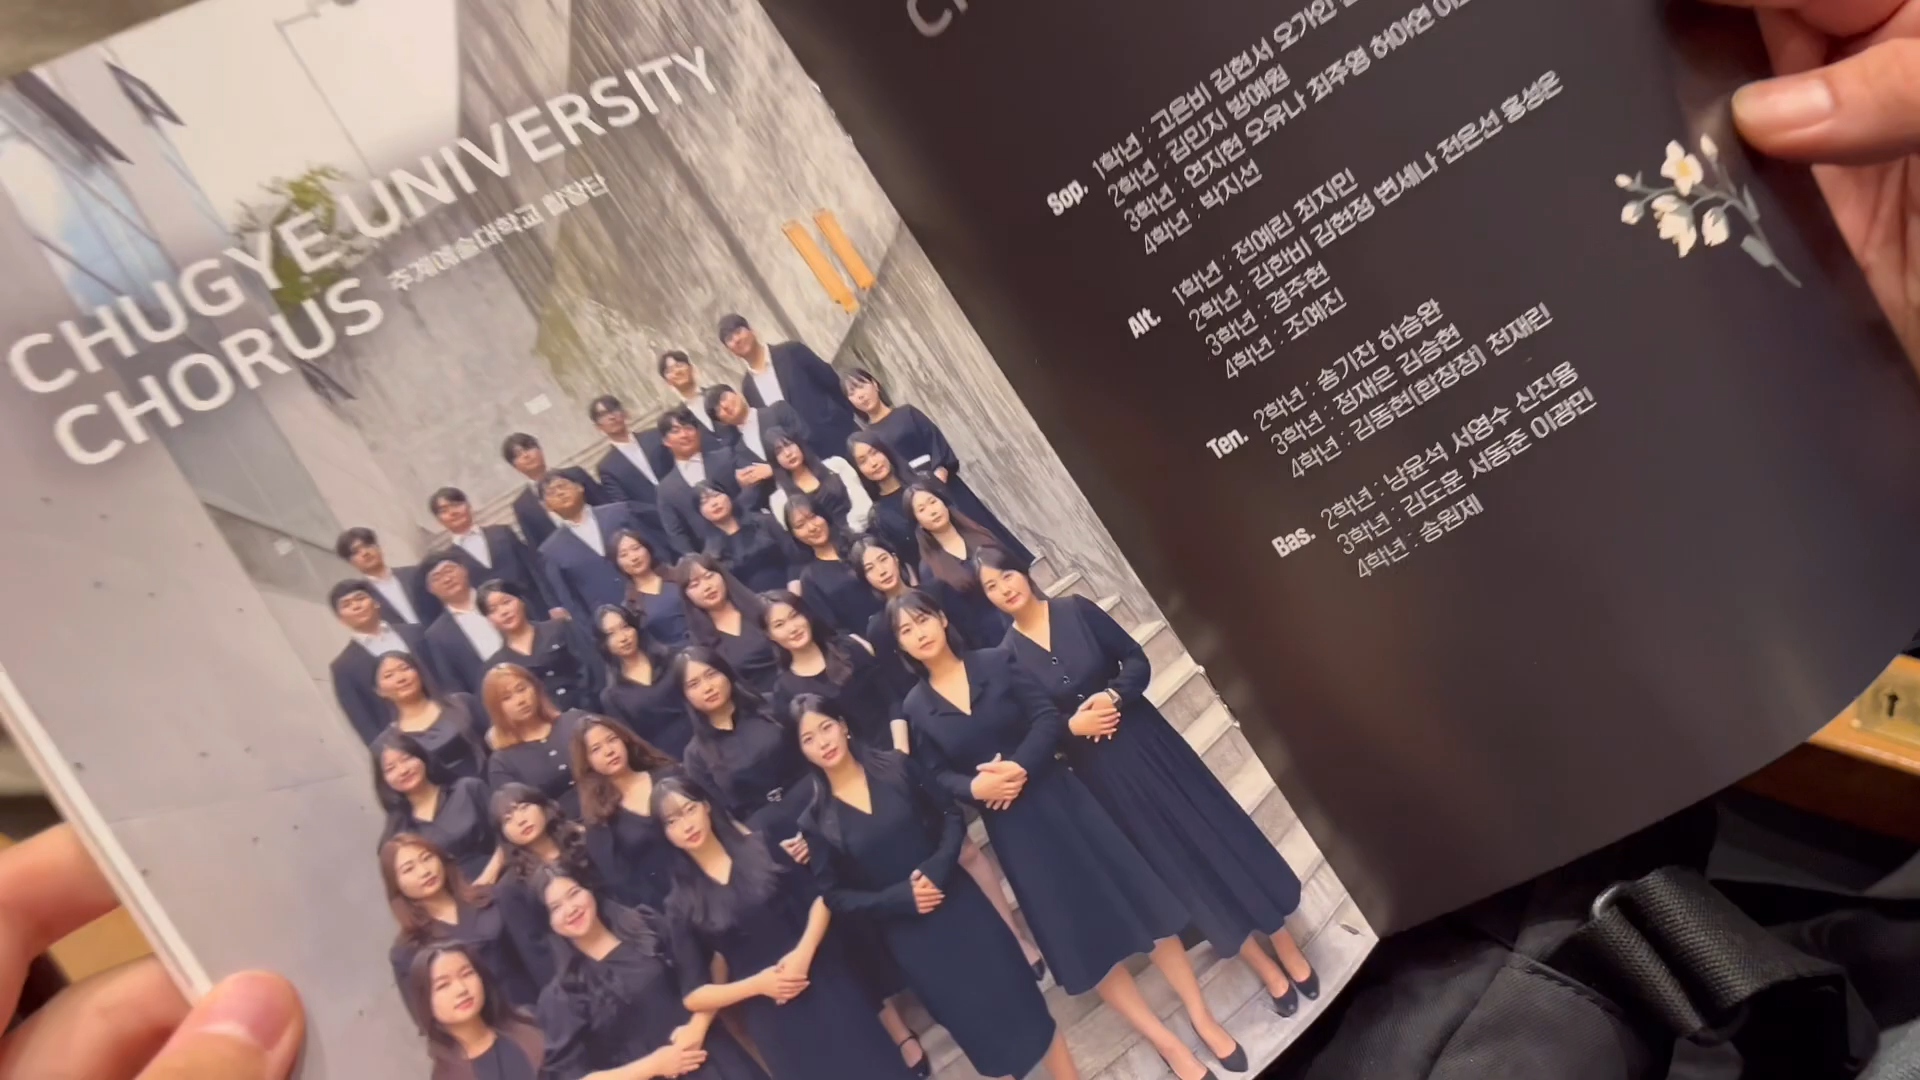 CHUGYE UNIVERSITY
CHORUS 추계예술대학교 합창단
Sop.
1학년 : 고은비 김현서 오가인
2학년 : 김민지 방예원
3학년 : 연지현 오유나 최주영 허아연
4학년 : 박지선
Alt.
1학년 : 전예린 최지민
2학년 : 김한비 김현정 변세나 전은선 홍성은
3학년 : 경주현
4학년 : 조예진
Ten.
2학년 : 송기찬 하승완
3학년 : 정재은 김승현
4학년 : 김동현(합창장) 천재린
Bas.
2학년 : 낭윤석 서영수 신진용
3학년 : 김도훈 서동준 이광민
4학년 : 송원제